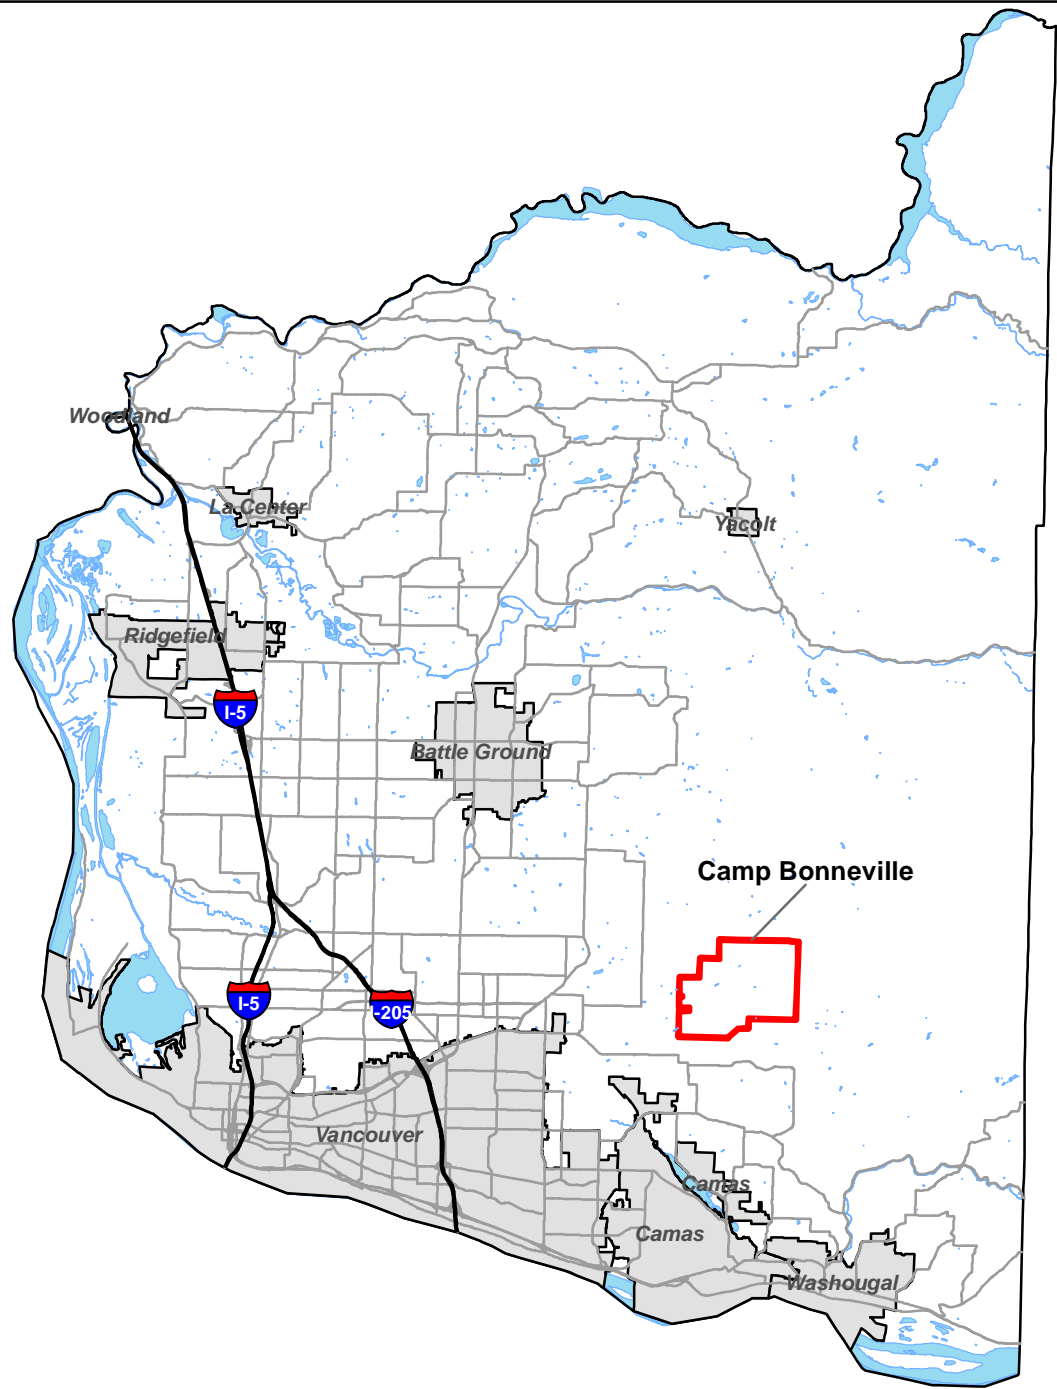 Woodland
La Center
Yacolt
Ridgefield
I-5
Battle Ground
Camp Bonneville
I-5
-205
Vancouver
Camas
Camas
Washougal